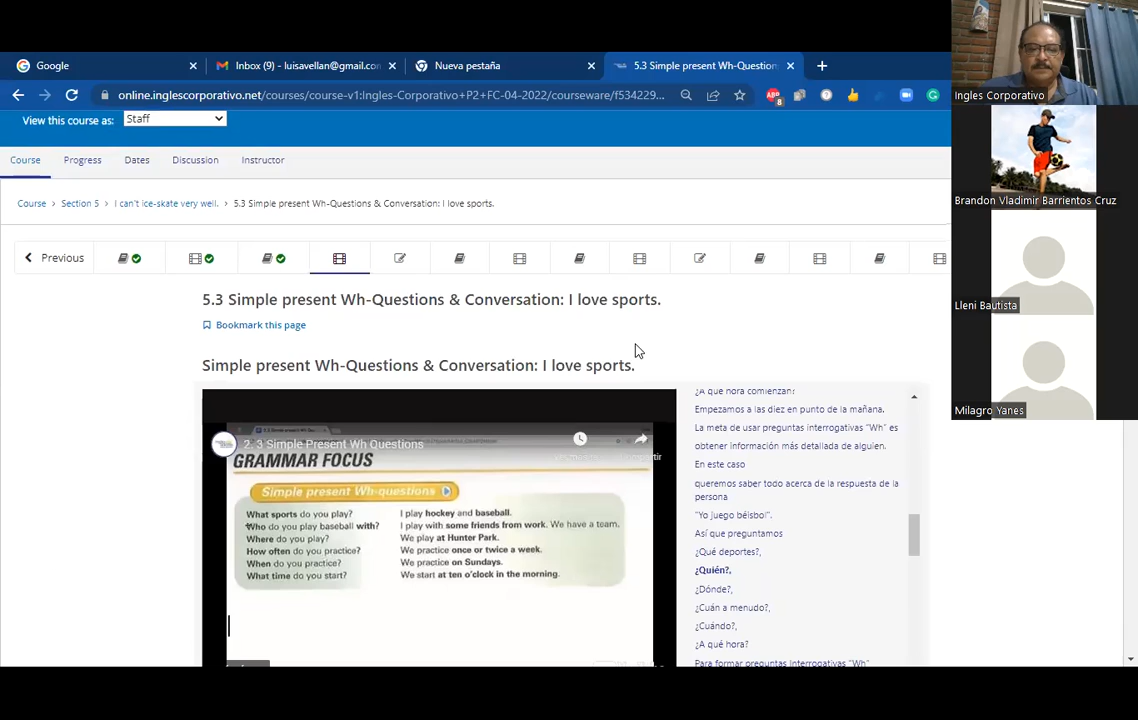 Google
Inbox (9) - luisavellan@gmail.con
Nueva pestaña
5.3 Simple present Wh-Question
online.inglescorporativo.net/courses/course-v1:Ingles-Corporativo+P2+FC-04-2022/courseware/f534229...
8
View this course as:
Staff
Course
Progress
Dates
Discussion
Instructor
Course > Section 5 > I can't ice-skate very well. > 5.3 Simple present Wh-Questions & Conversation: I love sports.
Previous
5.3 Simple present Wh-Questions & Conversation: I love sports.
Bookmark this page
Simple present Wh-Questions & Conversation: I love sports.
2. 3 Simple Present Wh Questions
GRAMMAR FOCUS
Simple present Wh-questions
What sports do you play? I play hockey and baseball.
Who do you play baseball with? I play with some friends from work. We have a team.
Where do you play? We play at Hunter Park.
How often do you practice? We practice once or twice a week.
When do you practice? We practice on Sundays.
What time do you start? We start at ten o'clock in the morning.
¿A qué hora comienzan?
Empezamos a las diez en punto de la mañana.
La meta de usar preguntas interrogativas "Wh" es
obtener información más detallada de alguien.
En este caso
queremos saber todo acerca de la respuesta de la
persona
"Yo juego béisbol".
Así que preguntamos
¿Qué deportes?,
¿Quién?,
¿Dónde?,
¿Cuán a menudo?,
¿Cuándo?,
¿A qué hora?
Para formar preguntas interrogativas "Wh"
Ingles Corporativo
Brandon Vladimir Barrientos Cruz
Lleni Bautista
Milagro Yanes